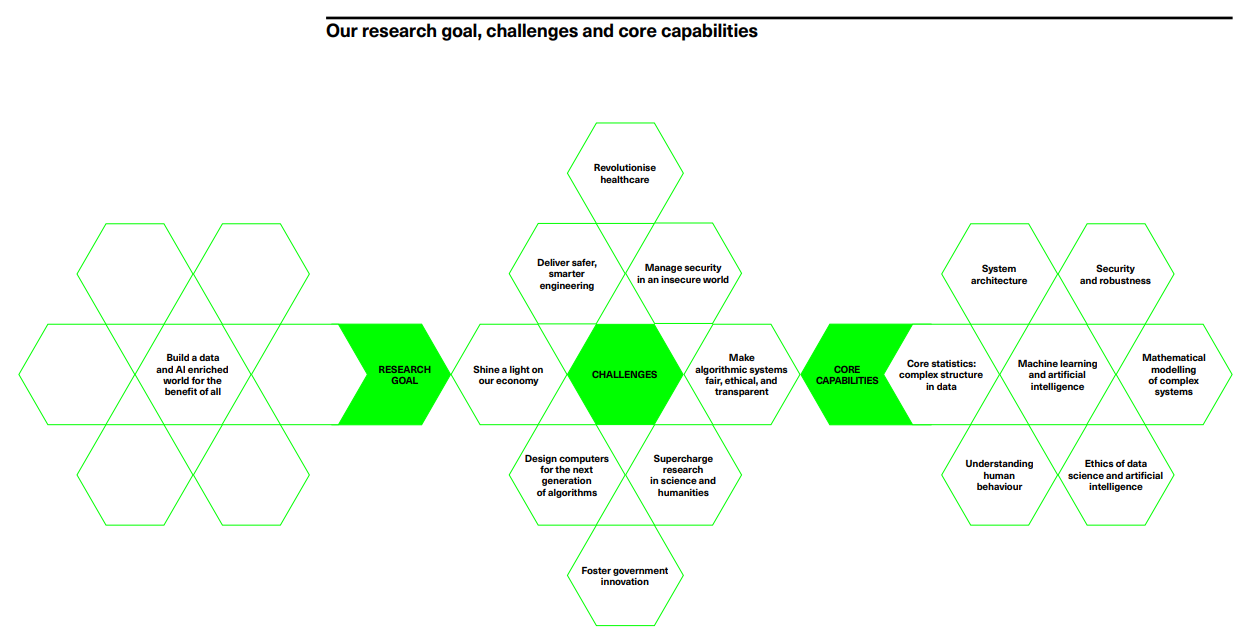 Our research goal, challenges and core capabilities
Build a data
and AI enriched
world for the
benefit of all
RESEARCH
GOAL
Revolutionise
healthcare
Deliver safer,
smarter
engineering
Manage security
in an insecure world
Shine a light on
our economy
CHALLENGES
Make
algorithmic systems
fair, ethical, and
transparent
Design computers
for the next
generation
of algorithms
Supercharge
research
in science and
humanities
Foster government
innovation
CORE
CAPABILITIES
System
architecture
Security
and robustness
Core statistics:
complex structure
in data
Machine learning
and artificial
intelligence
Mathematical
modelling
of complex
systems
Understanding
human
behaviour
Ethics of data
science and artificial
intelligence